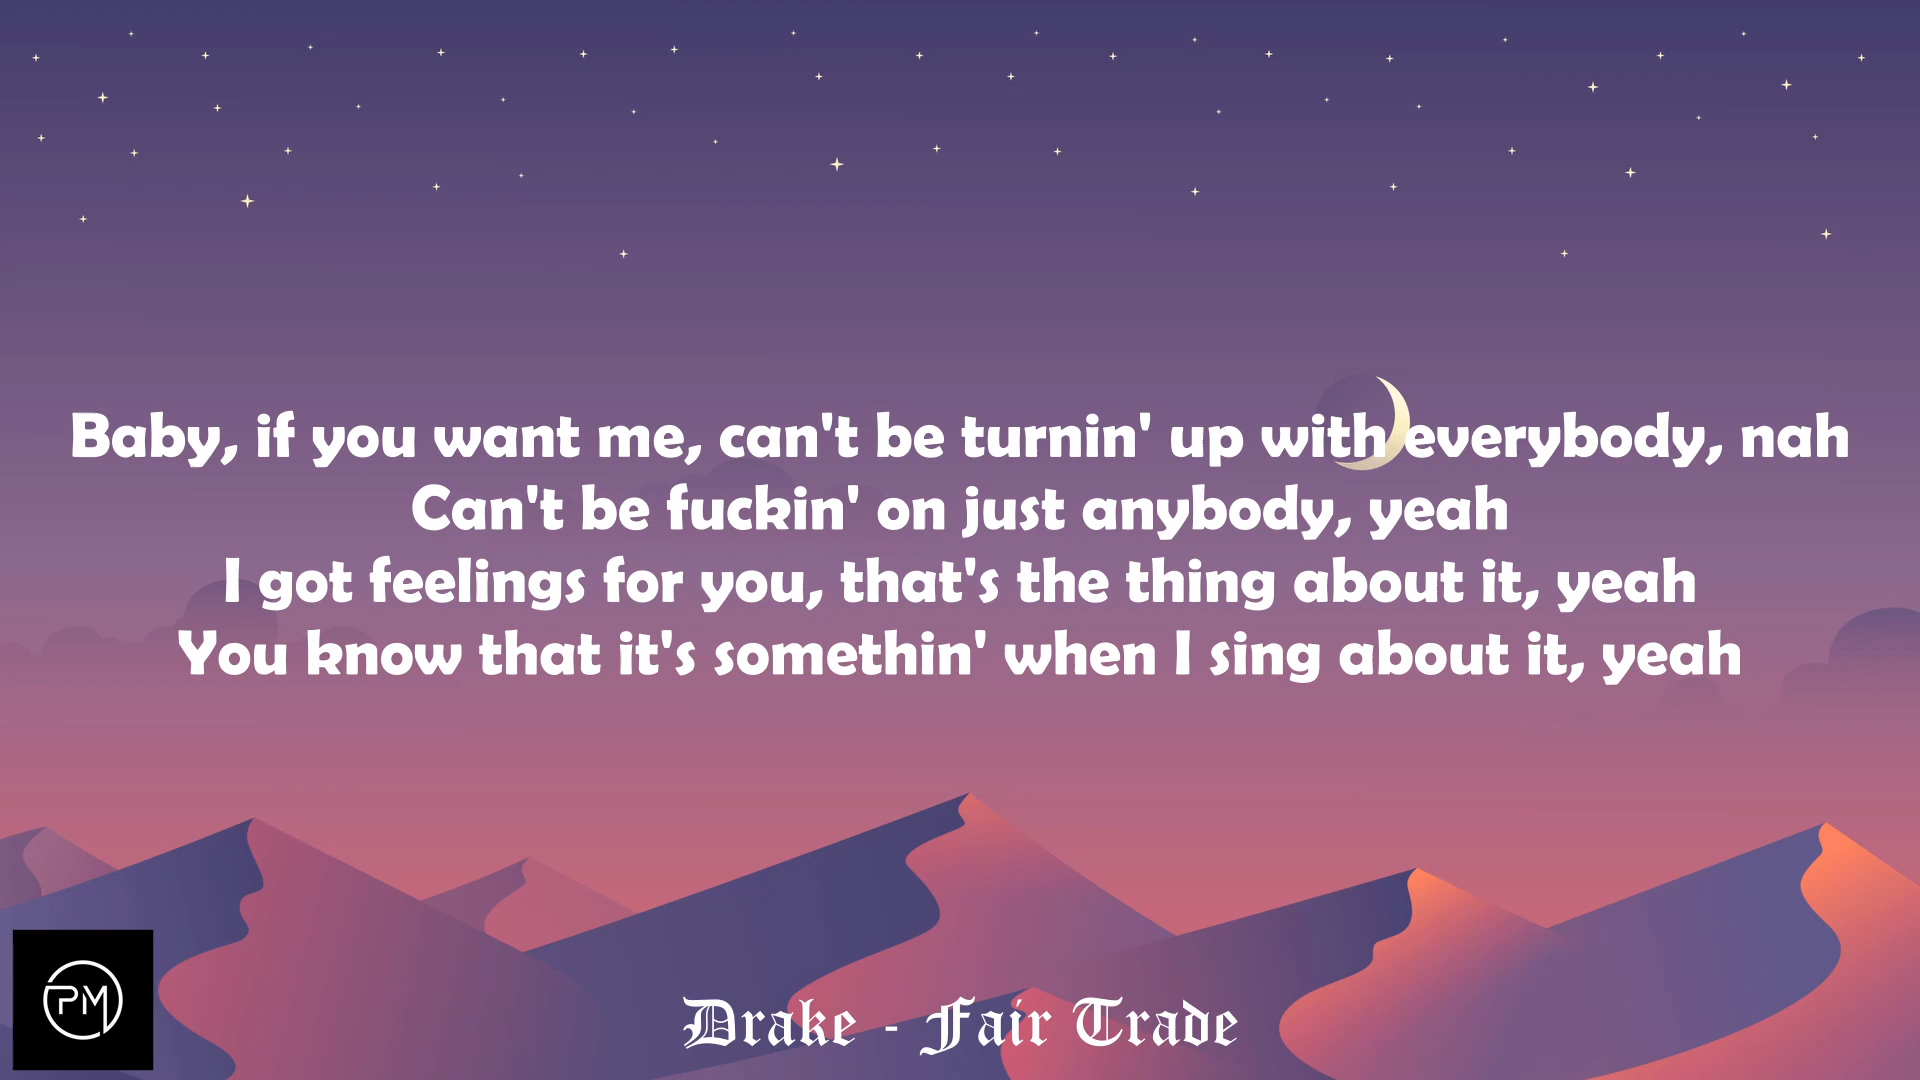 Baby, if you want me, can't be turnin' up with everybody, nah
Can't be fuckin' on just anybody, yeah
I got feelings for you, that's the thing about it, yeah
You know that it's somethin' when I sing about it, yeah
PM
Drake - Fair Trade